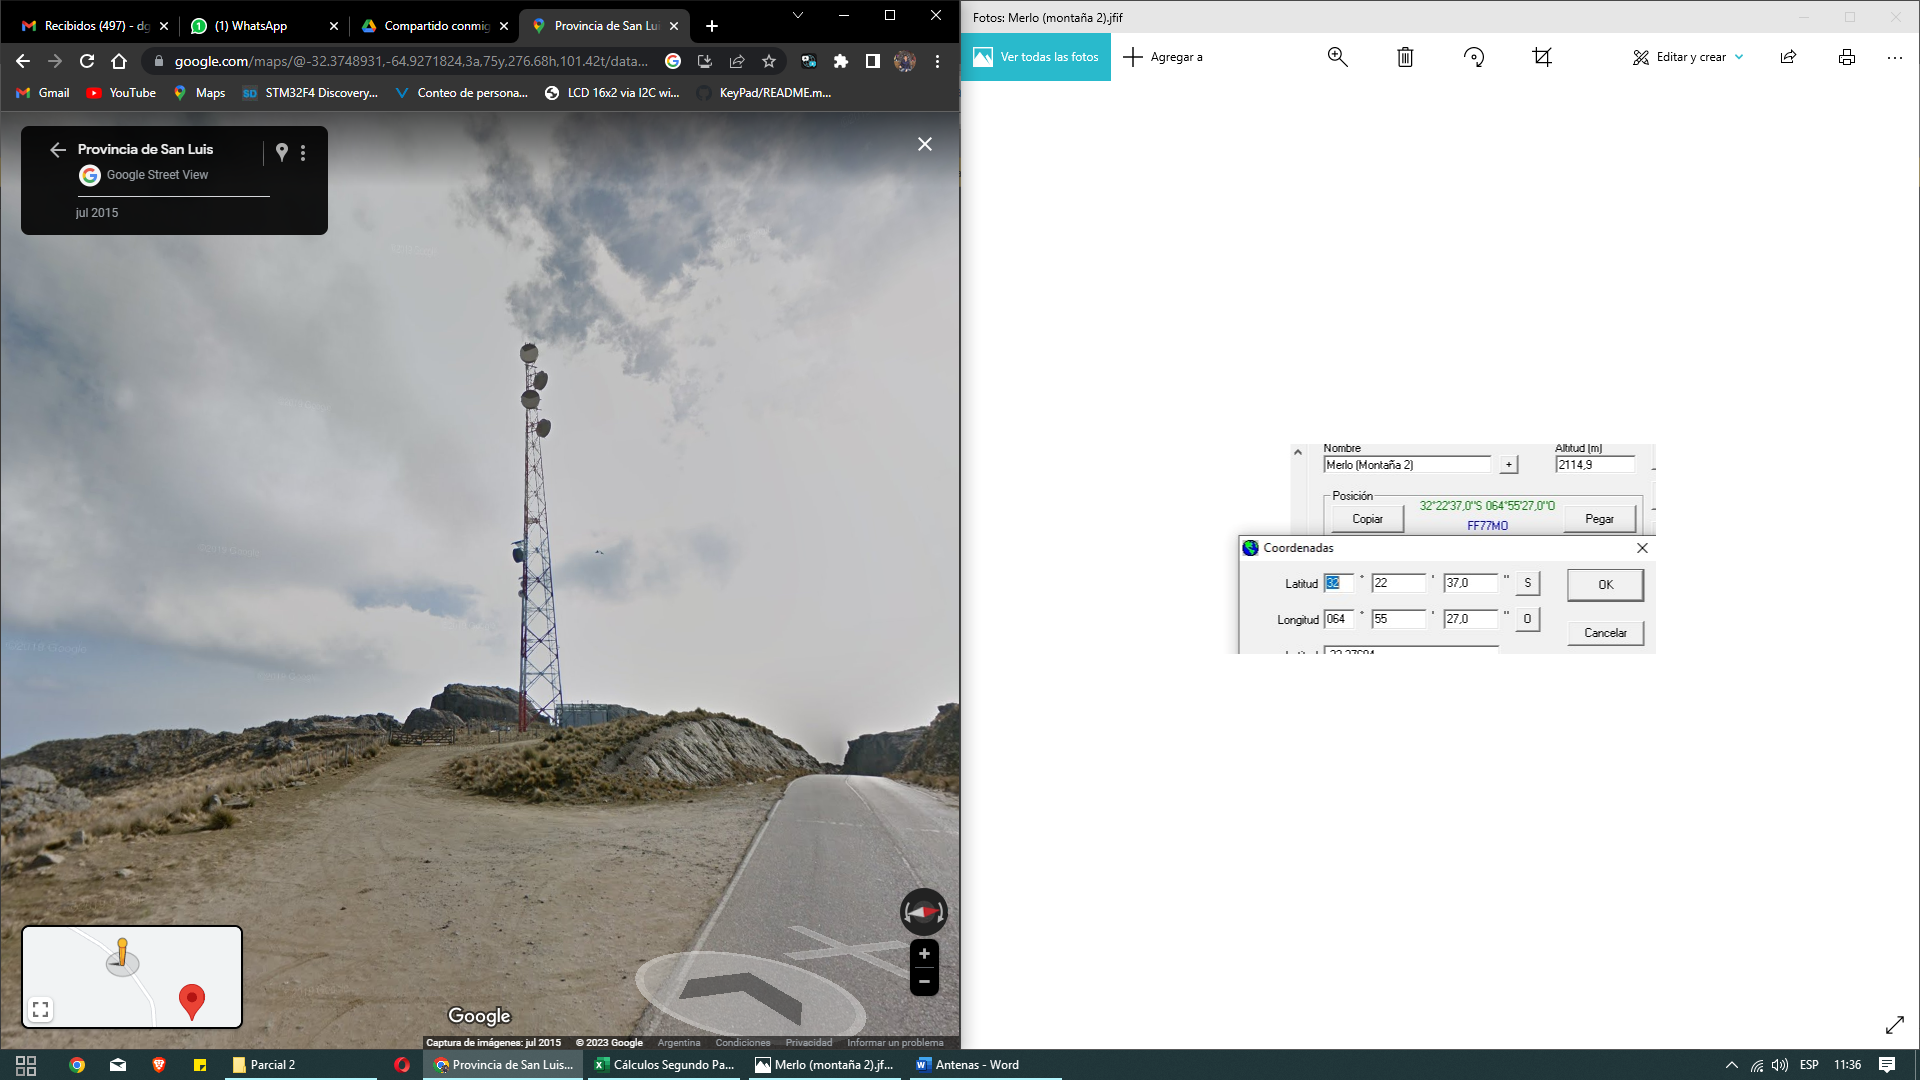 Recibidos (497) - dg
(1) WhatsApp
Compartido conmig
Provincia de San Lui
google.com/maps/@-32.3748931,-64.9271824,3a,75y,276.68h,101.42t/data...
Gmail
YouTube
Maps
SD STM32F4 Discovery...
Conteo de persona...
LCD 16x2 via I2C wi...
KeyPad/README.m...
Provincia de San Luis
Google Street View
jul 2015
Google
Captura de imágenes: jul 2015 © 2023 Google Argentina Condiciones Privacidad Informar un problema
Fotos: Merlo (montaña 2).jfif
Ver todas las fotos
Agregar a
Editar y crear
Nombre
Altitud (m)
Merlo (Montaña 2)
+
2114,9
Posición
32°22'37,0''S 064°55'27,0''O
Copiar
FF77MO
Pegar
Coordenadas
Latitud 32 ° 22 ' 37,0 '' S
OK
Longitud 064 ° 55 ' 27,0 '' O
Cancelar
Parcial 2
Provincia de San Luis...
Cálculos Segundo Pa...
Merlo (montaña 2).jf...
Antenas - Word
ESP
11:36